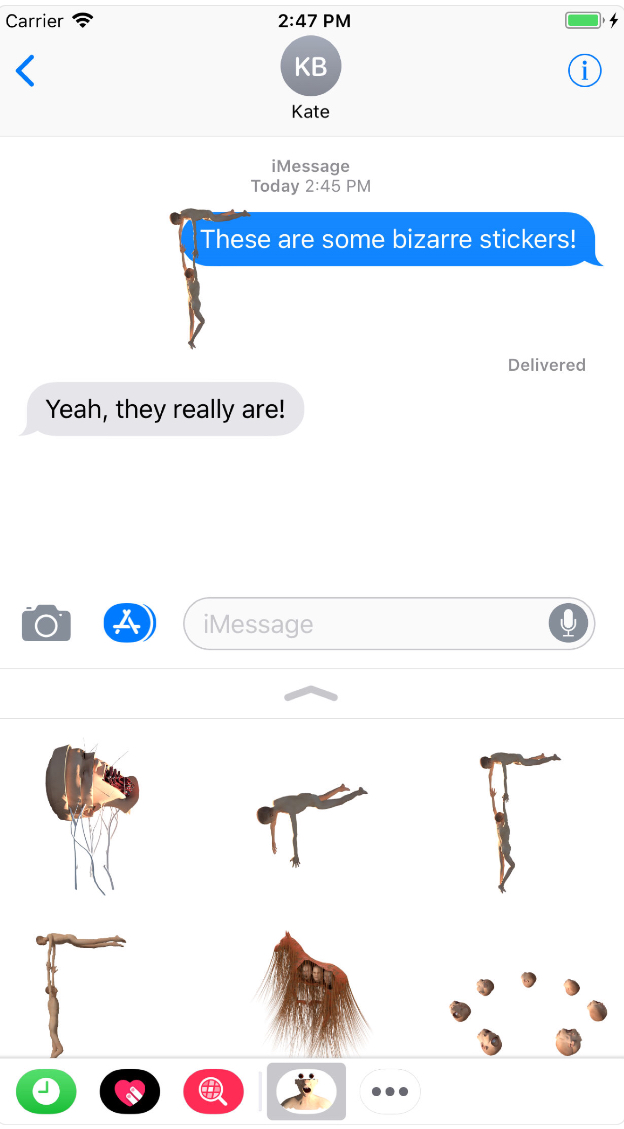 Carrier 2:47 PM
KB
Kate
iMessage
Today 2:45 PM
These are some bizarre stickers!
Delivered
Yeah, they really are!
iMessage